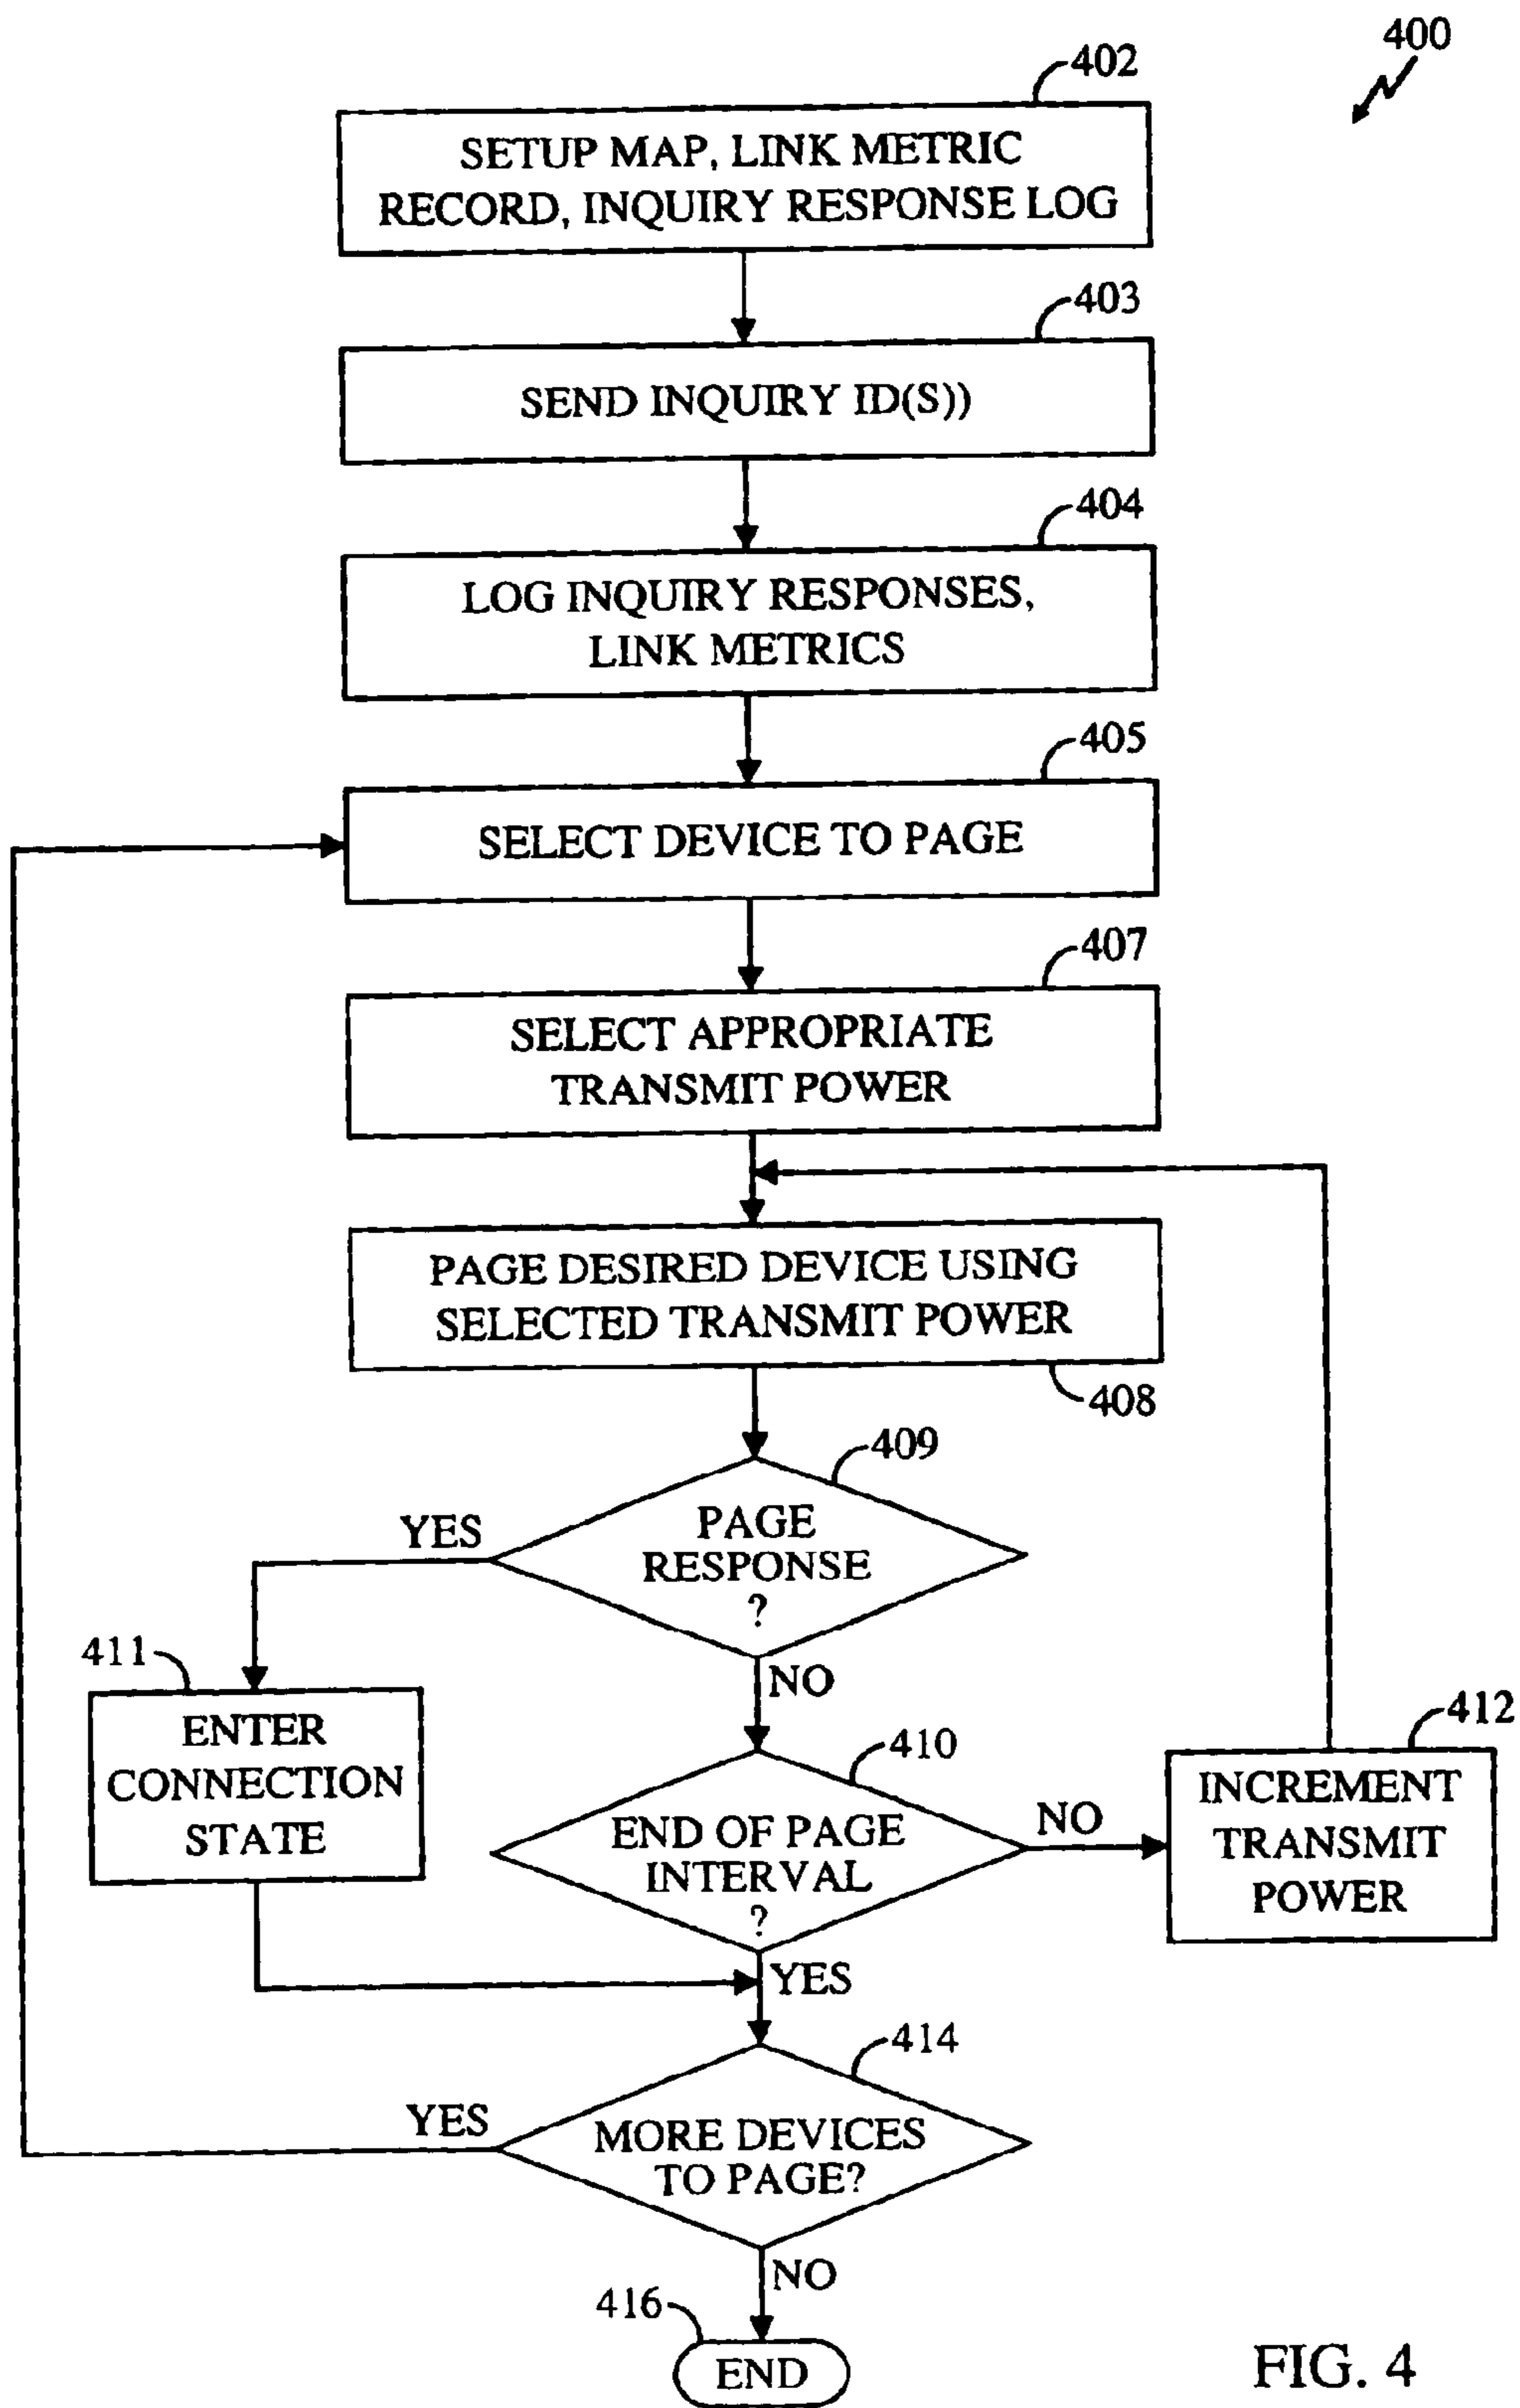 400
402
SETUP MAP, LINK METRIC
RECORD, INQUIRY RESPONSE LOG
403
SEND INQUIRY ID(S))
404
LOG INQUIRY RESPONSES,
LINK METRICS
405
SELECT DEVICE TO PAGE
407
SELECT APPROPRIATE
TRANSMIT POWER
PAGE DESIRED DEVICE USING
SELECTED TRANSMIT POWER
408
409
YES
PAGE
RESPONSE
?
NO
411
ENTER
CONNECTION
STATE
410
END OF PAGE
INTERVAL
?
NO
412
INCREMENT
TRANSMIT
POWER
YES
414
YES
MORE DEVICES
TO PAGE?
NO
416
END
FIG. 4